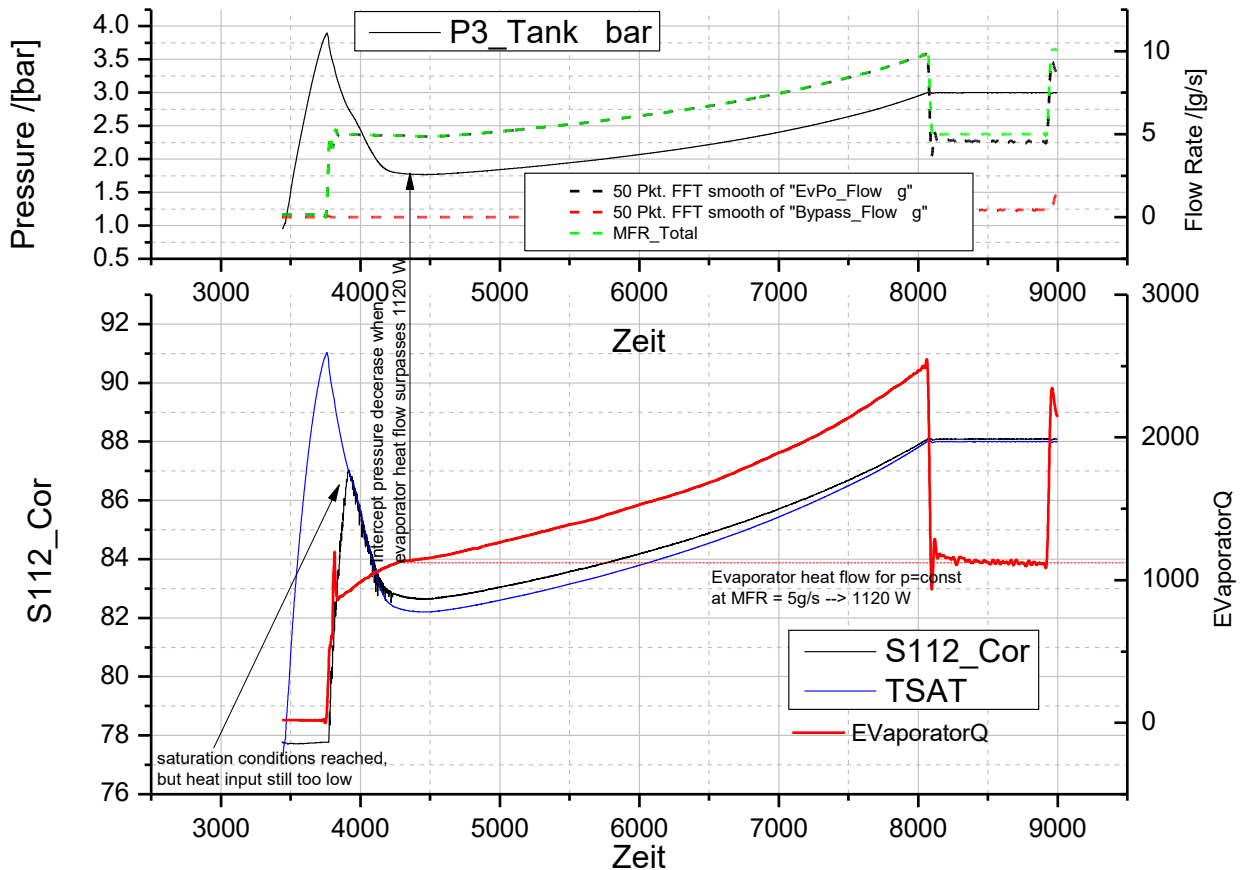 P3_Tank bar
4.0
3.5
3.0
2.5
2.0
1.5
1.0
0.5
Pressure /[bar]
10
5
0
Flow Rate /[g/s]
50 Pkt. FFT smooth of "EvPo_Flow g"
50 Pkt. FFT smooth of "Bypass_Flow g"
MFR_Total
3000 4000 5000 6000 7000 8000 9000
Zeit
92
90
88
86
84
82
80
78
76
S112_Cor
3000
2000
1000
0
EVaporatorQ
Intercept pressure decerase when
evaporator heat flow surpasses 1120 W
Evaporator heat flow for p=const
at MFR = 5g/s --> 1120 W
S112_Cor
TSAT
EVaporatorQ
saturation conditions reached,
but heat input still too low
3000 4000 5000 6000 7000 8000 9000
Zeit